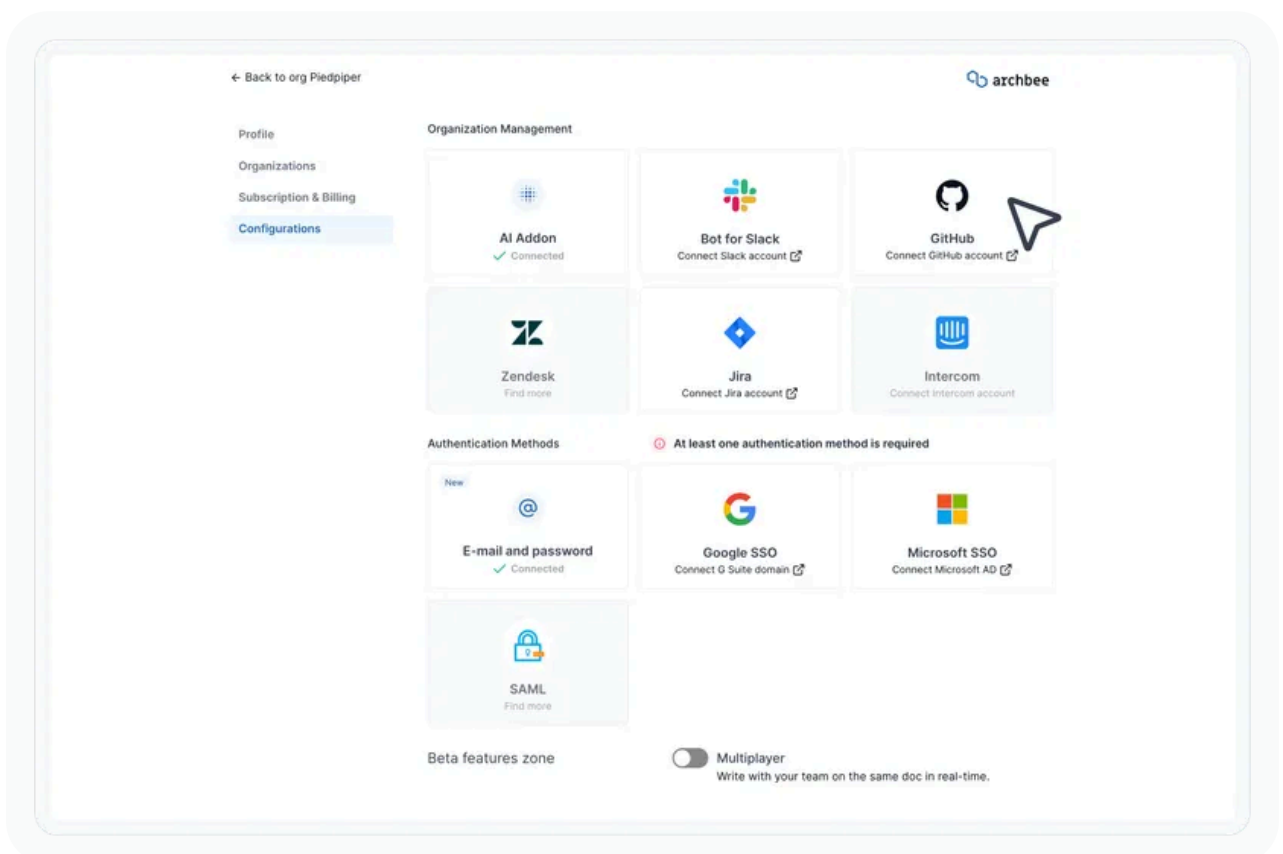 ← Back to org Piedpiper
archbee
Profile
Organizations
Subscription & Billing
Configurations
Organization Management
AI Addon
Connected
Bot for Slack
Connect Slack account
GitHub
Connect GitHub account
Zendesk
Find more
Jira
Connect Jira account
Intercom
Connect Intercom account
Authentication Methods
At least one authentication method is required
New
E-mail and password
Connected
Google SSO
Connect G Suite domain
Microsoft SSO
Connect Microsoft AD
SAML
Find more
Beta features zone
Multiplayer
Write with your team on the same doc in real-time.